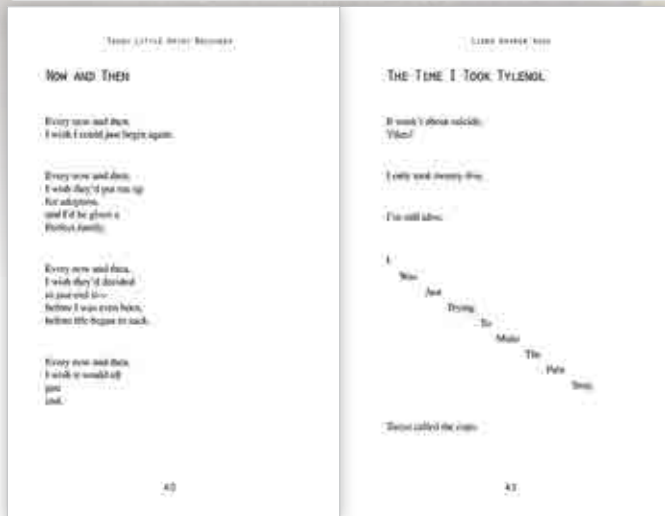 NOW AND THEN
Every now and then,
I wish I could just begin again.
Every now and then,
I wish they'd put me up
for adoption,
and I'd be given a
Perfect family.
Every now and then,
I wish they'd decided
to just end it—
before I was even born,
before life began to suck.
Every now and then,
I wish it would all
just
end.
40
THE TIME I TOOK TYLENOL
It wasn't about suicide.
Yikes!
I only took twenty-five.
I'm still alive.
I
Was
Just
Trying
To
Make
The
Pain
Stop.
called the cops.
41